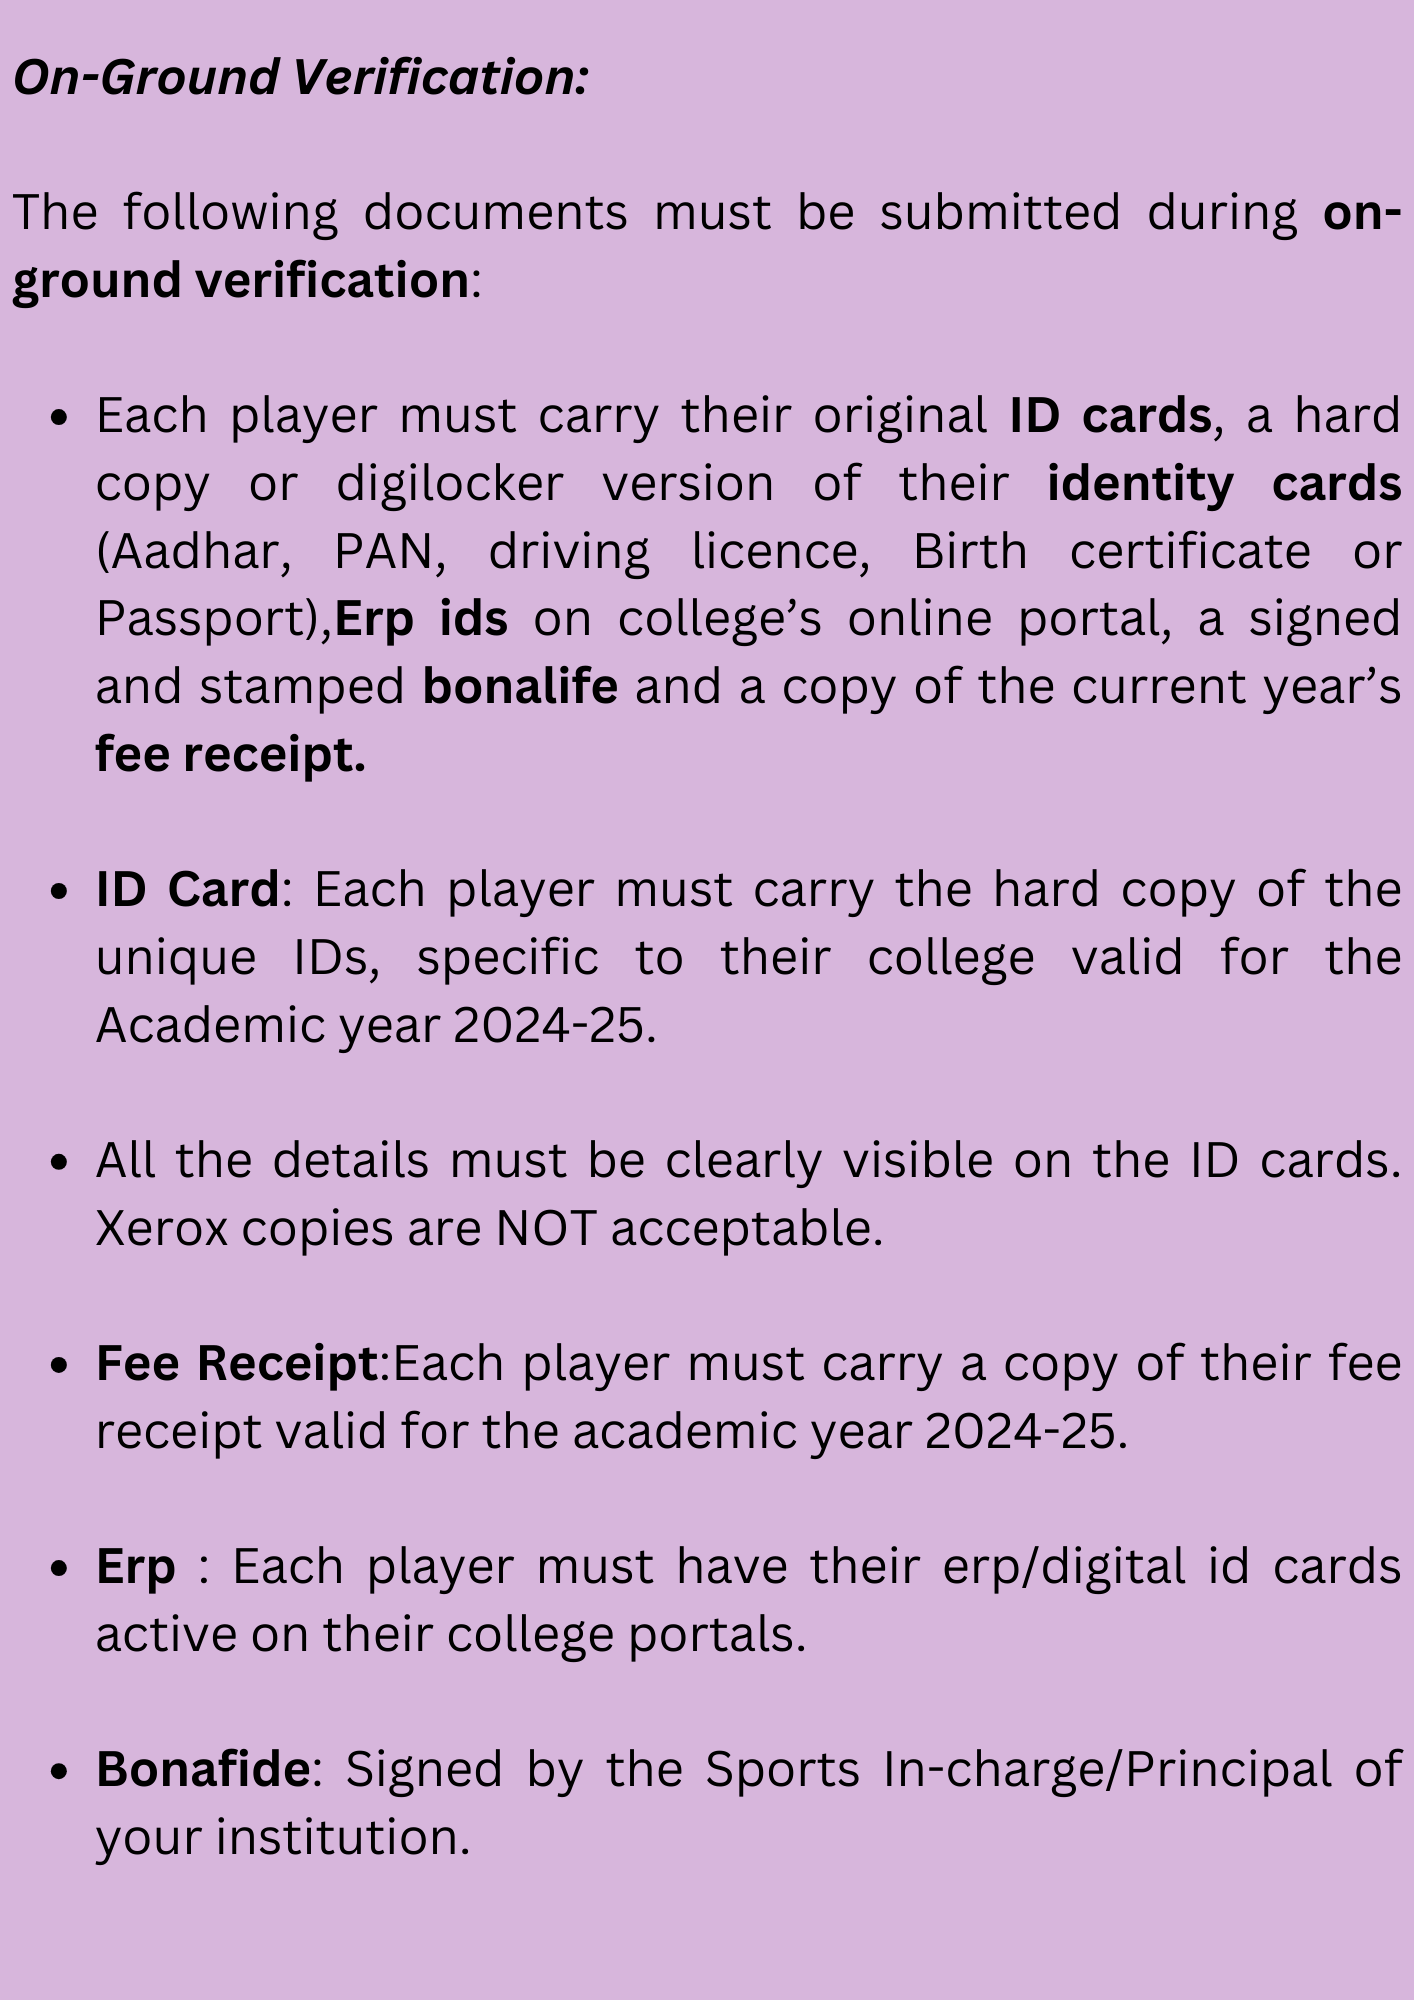 On-Ground Verification:
The following documents must be submitted during on-
ground verification:
• Each player must carry their original ID cards, a hard
copy or digilocker version of their identity cards
(Aadhar, PAN, driving licence, Birth certificate or
Passport),Erp ids on college’s online portal, a signed
and stamped bonalife and a copy of the current year’s
fee receipt.
• ID Card: Each player must carry the hard copy of the
unique IDs, specific to their college valid for the
Academic year 2024-25.
• All the details must be clearly visible on the ID cards.
Xerox copies are NOT acceptable.
• Fee Receipt:Each player must carry a copy of their fee
receipt valid for the academic year 2024-25.
• Erp : Each player must have their erp/digital id cards
active on their college portals.
• Bonafide: Signed by the Sports In-charge/Principal of
your institution.